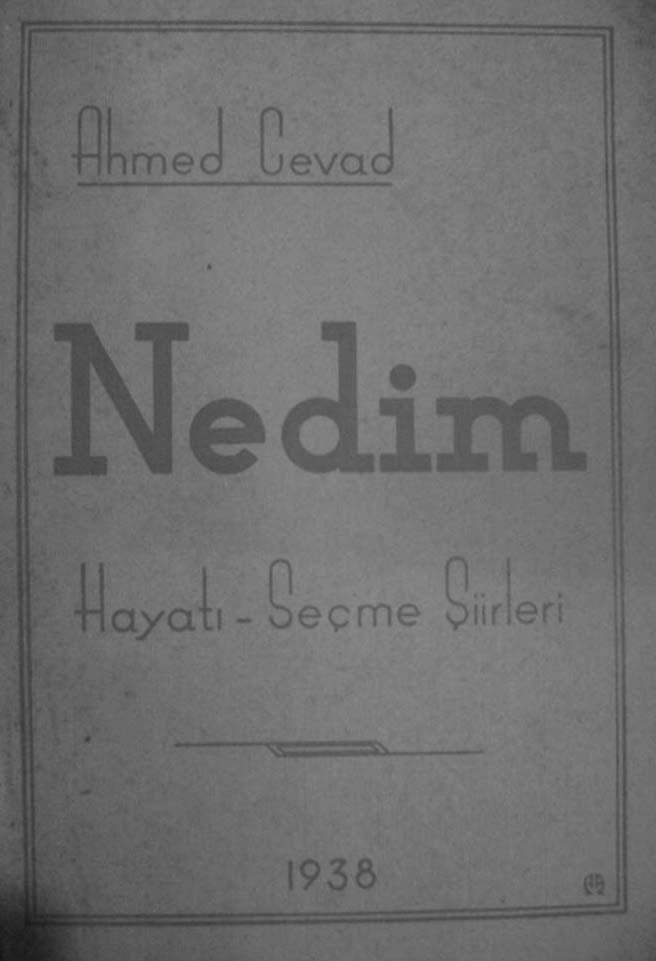 Ahmed Cevad
Nedim
Hayatı - Seçme Şiirleri
1938